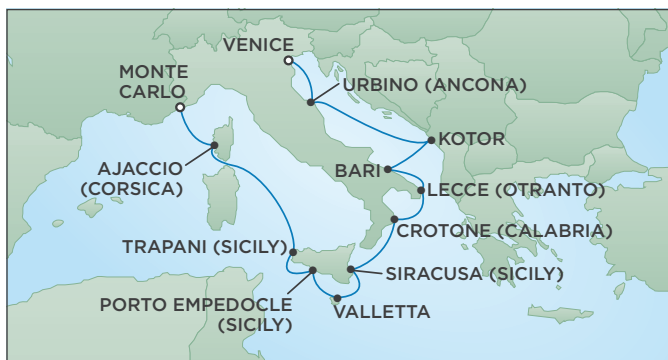 VENICE
MONTE
CARLO
URBINO (ANCONA)
KOTOR
BARI
AJACCIO
(CORSICA)
LECCE (OTRANTO)
CROTONE (CALABRIA)
TRAPANI (SICILY)
SIRACUSA (SICILY)
PORTO EMPEDOCLE
(SICILY)
VALLETTA